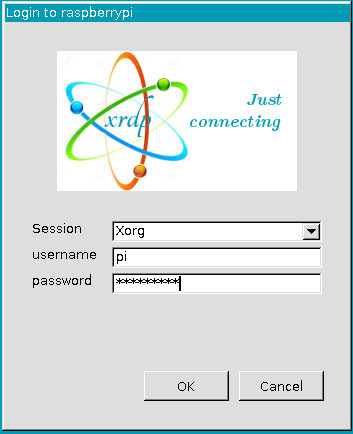 Login to raspberrypi
xrdp
Just
connecting
Session
Xorg
username
pi
password
*********
OK
Cancel